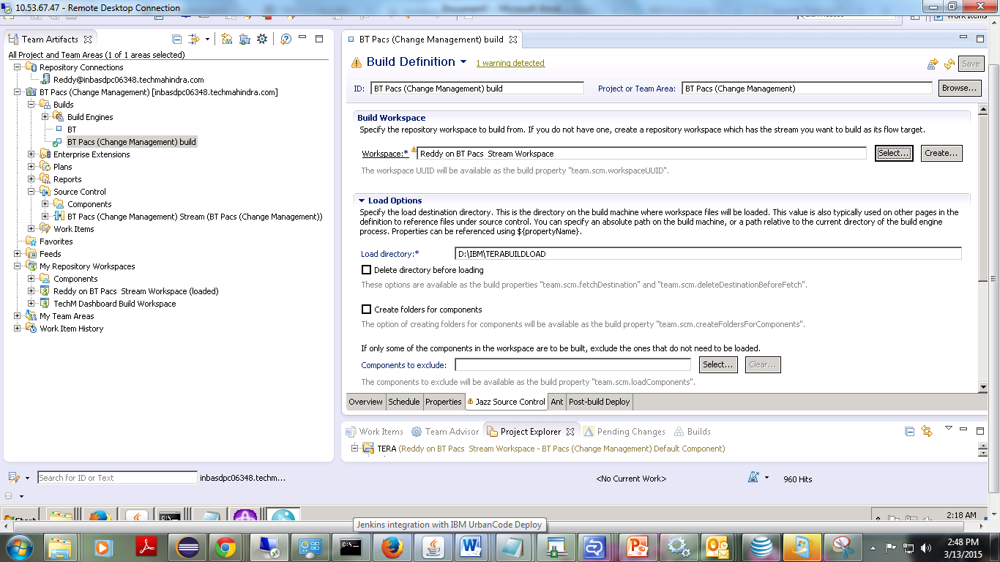 10.53.67.47 - Remote Desktop Connection
Team Artifacts
All Project and Team Areas (1 of 1 areas selected)
Repository Connections
Reddy@inbasdpc06348.techmahindra.com
BT Pacs (Change Management) [inbasdpc06348.techmahindra.com]
Builds
Build Engines
BT
BT Pacs (Change Management) build
Enterprise Extensions
Plans
Reports
Source Control
Components
BT Pacs (Change Management) Stream (BT Pacs (Change Management))
Work Items
Favorites
Feeds
My Repository Workspaces
Components
Reddy on BT Pacs  Stream Workspace (loaded)
TechM Dashboard Build Workspace
My Team Areas
Work Item History
BT Pacs (Change Management) build
Build Definition
1 warning detected
Save
ID:
BT Pacs (Change Management) build
Project or Team Area:
BT Pacs (Change Management)
Browse...
Build Workspace
Specify the repository workspace to build from. If you do not have one, create a repository workspace which has the stream you want to build as its flow target.
Workspace:*
Reddy on BT Pacs  Stream Workspace
Select...
Create...
The workspace UUID will be available as the build property "team.scm.workspaceUUID".
Load Options
Specify the load destination directory. This is the directory on the build machine where workspace files will be loaded. This value is also typically used on other pages in the
definition to reference files under source control. You can specify an absolute path on the build machine, or a path relative to the current directory of the build engine
process. Properties can be referenced using ${propertyName}.
Load directory:*
D:\IBM\TERABUILDLOAD
Delete directory before loading
These options are available as the build properties "team.scm.fetchDestination" and "team.scm.deleteDestinationBeforeFetch".
Create folders for components
The option of creating folders for components will be available as the build property "team.scm.createFoldersForComponents".
If only some of the components in the workspace are to be built, exclude the ones that do not need to be loaded.
Components to exclude:
Select...
Clear...
The components to exclude will be available as the build property "team.scm.loadComponents".
Overview
Schedule
Properties
Jazz Source Control
Ant
Post-build Deploy
Work Items
Team Advisor
Project Explorer
Pending Changes
Builds
TERA (Reddy on BT Pacs  Stream Workspace - BT Pacs (Change Management) Default Component)
Search for ID or Text
inbasdpc06348.techm...
<No Current Work>
960 Hits
2:18 AM
Jenkins integration with IBM UrbanCode Deploy
2:48 PM
3/13/2015